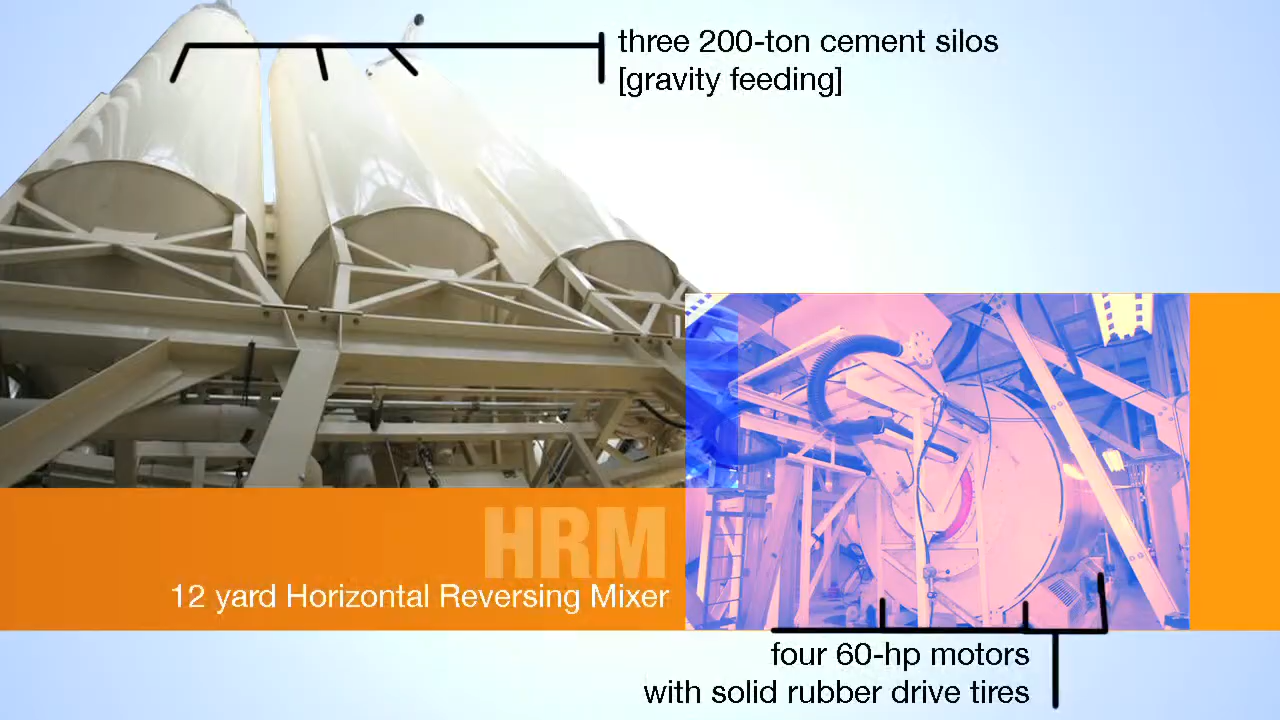 three 200-ton cement silos
[gravity feeding]
HRM
12 yard Horizontal Reversing Mixer
four 60-hp motors
with solid rubber drive tires